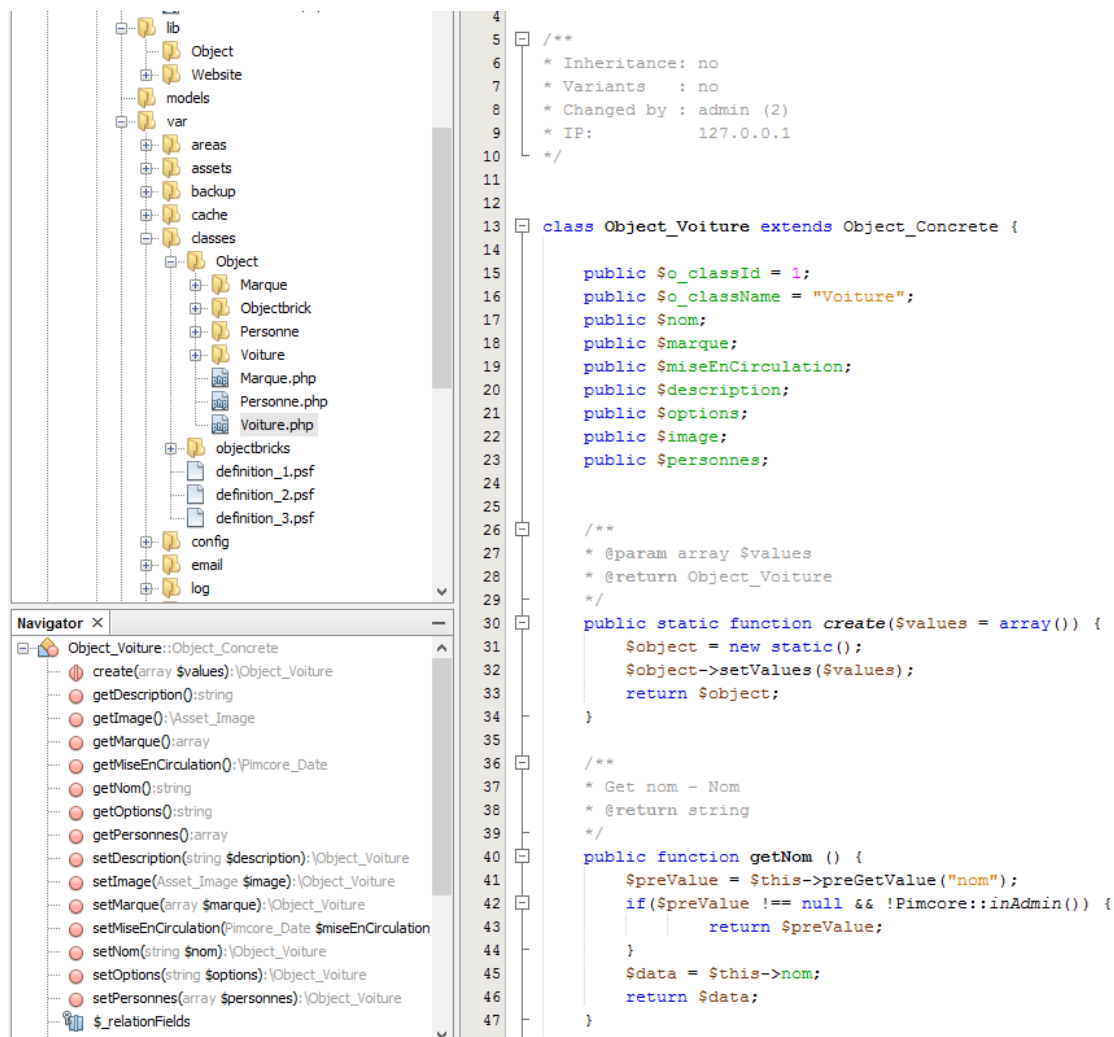 lib
Object
Website
models
var
areas
assets
backup
cache
classes
Object
Marque
Objectbrick
Personne
Voiture
Marque.php
Personne.php
Voiture.php
objectbricks
definition_1.psf
definition_2.psf
definition_3.psf
config
email
log
Navigator ×
Object_Voiture::Object_Concrete
create(array $values):\Object_Voiture
getDescription():string
getImage():\Asset_Image
getMarque():array
getMiseEnCirculation():\Pimcore_Date
getNom():string
getOptions():string
getPersonnes():array
setDescription(string $description):\Object_Voiture
setImage(Asset_Image $image):\Object_Voiture
setMarque(array $marque):\Object_Voiture
setMiseEnCirculation(Pimcore_Date $miseEnCirculation
setNom(string $nom):\Object_Voiture
setOptions(string $options):\Object_Voiture
setPersonnes(array $personnes):\Object_Voiture
$_relationFields
4
5 /**
6 * Inheritance: no
7 * Variants   : no
8 * Changed by : admin (2)
9 * IP:          127.0.0.1
10 */
11
12
13 class Object_Voiture extends Object_Concrete {
14
15 public $o_classId = 1;
16 public $o_className = "Voiture";
17 public $nom;
18 public $marque;
19 public $miseEnCirculation;
20 public $description;
21 public $options;
22 public $image;
23 public $personnes;
24
25
26 /**
27 * @param array $values
28 * @return Object_Voiture
29 */
30 public static function create($values = array()) {
31 $object = new static();
32 $object->setValues($values);
33 return $object;
34 }
35
36 /**
37 * Get nom - Nom
38 * @return string
39 */
40 public function getNom () {
41 $preValue = $this->preGetValue("nom");
42 if($preValue !== null && !Pimcore::inAdmin()) {
43 return $preValue;
44 }
45 $data = $this->nom;
46 return $data;
47 }